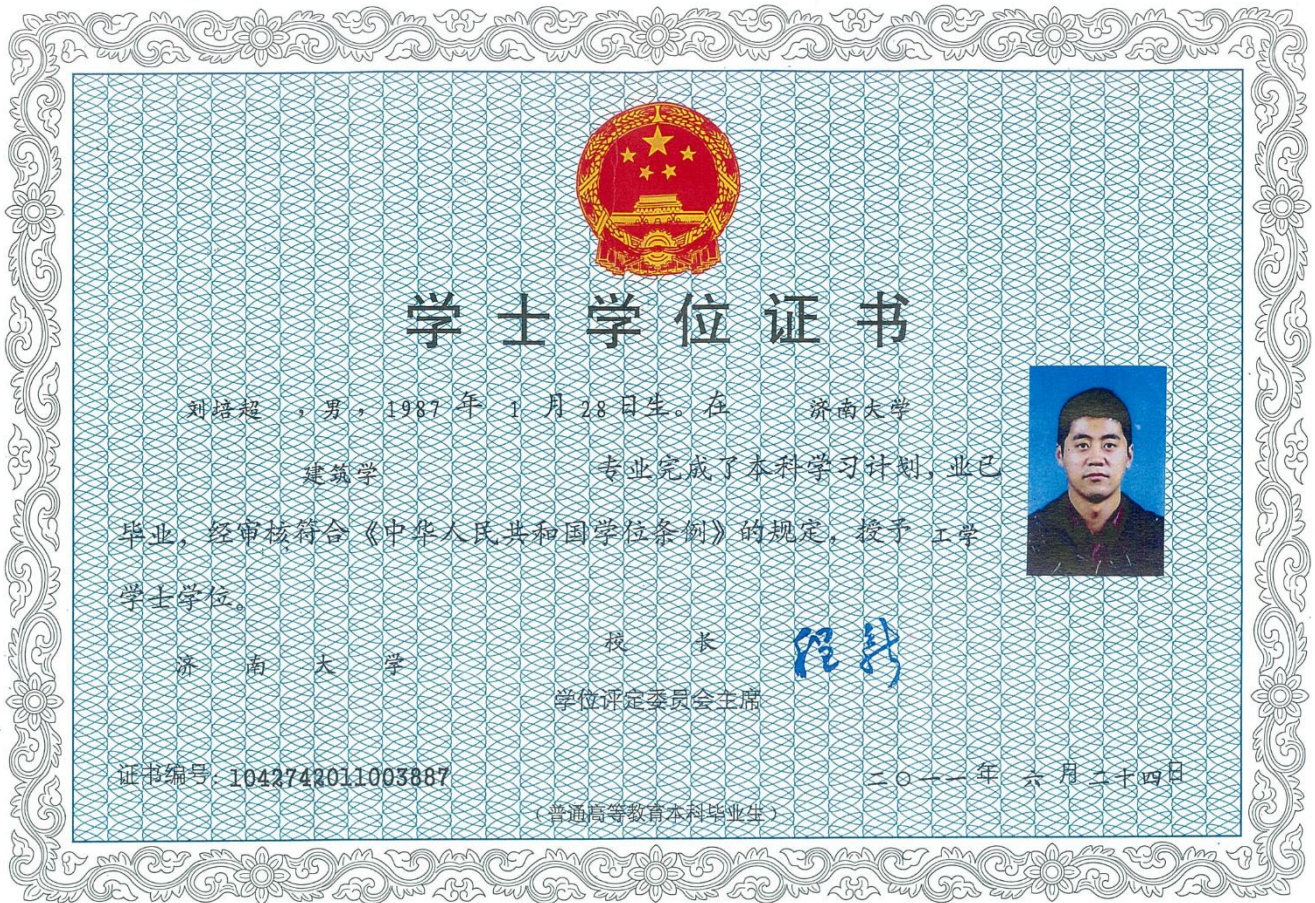 学士学位证书
刘培超 ，男，1987 年 1 月 28 日生。在 济南大学
建筑学 专业完成了本科学习计划，业已
毕业，经审核符合《中华人民共和国学位条例》的规定，授予 工学
学士学位。
济南大学 校长 程新
学位评定委员会主席
证书编号：1042742011003887 二〇一一年 六月二十四日
（普通高等教育本科毕业生）